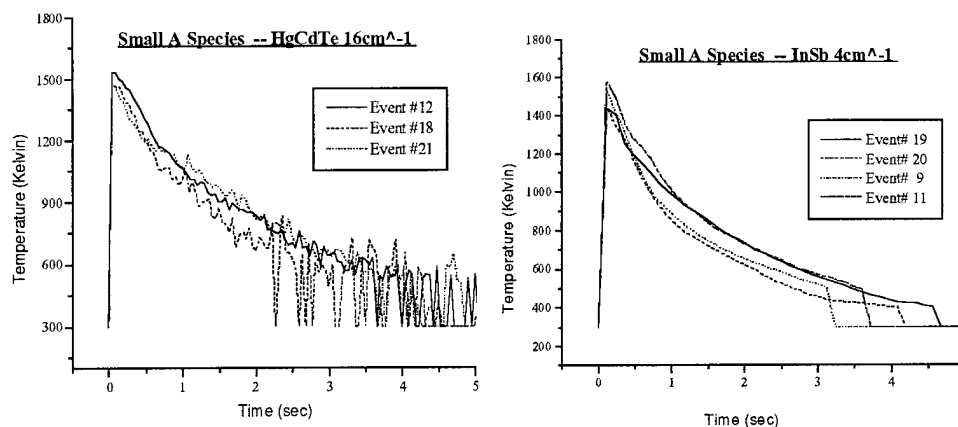 Small A Species -- HgCdTe 16cm^-1
1800
1500
1200
900
600
300
Temperature (Kelvin)
Event #12
Event #18
Event #21
0
1
2
3
4
5
Time (sec)
Small A Species -- InSb 4cm^-1
1800
1600
1400
1200
1000
800
600
400
200
Temperature (Kelvin)
Event# 19
Event# 20
Event# 9
Event# 11
0
1
2
3
4
Time (sec)